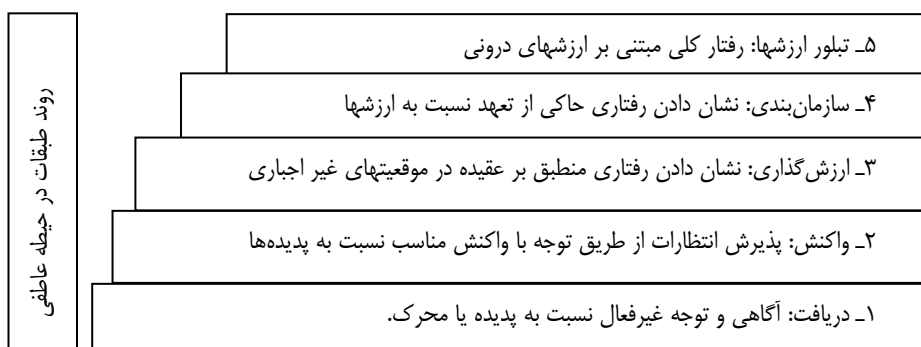 ۵ـ تبلور ارزشها: رفتار کلی مبتنی بر ارزشهای درونی
۴ـ سازمان‌بندی: نشان دادن رفتاری حاکی از تعهد نسبت به ارزشها
۳ـ ارزش‌گذاری: نشان دادن رفتاری منطبق بر عقیده در موقعیتهای غیر اجباری
۲ـ واکنش: پذیرش انتظارات از طریق توجه با واکنش مناسب نسبت به پدیده‌ها
۱ـ دریافت: آگاهی و توجه غیرفعال نسبت به پدیده یا محرک.
روند طبقات در حیطه عاطفی